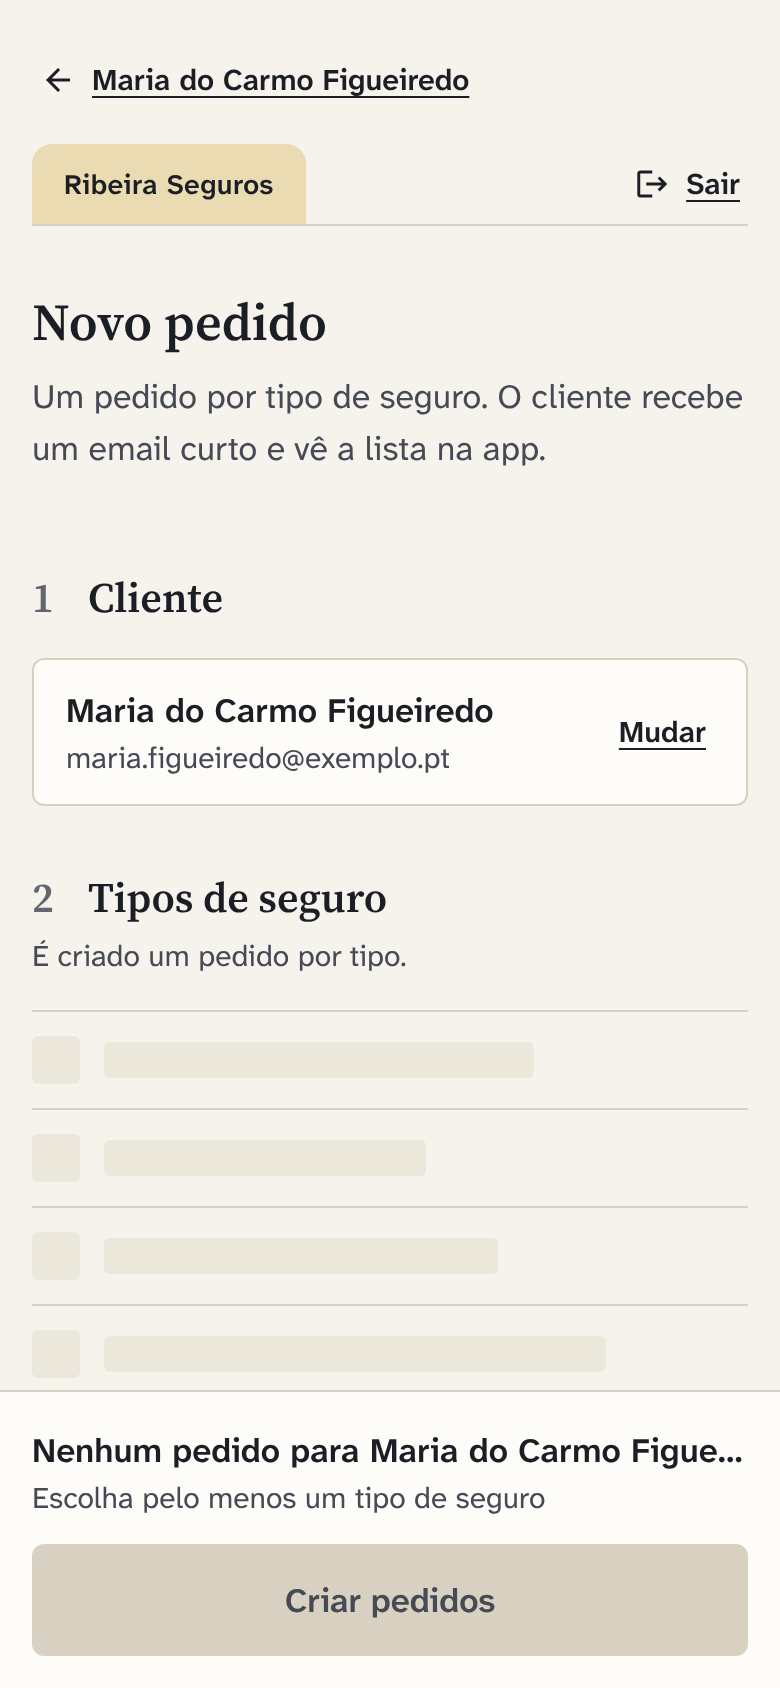 Maria do Carmo Figueiredo
Ribeira Seguros
Sair
Novo pedido
Um pedido por tipo de seguro. O cliente recebe
um email curto e vê a lista na app.
1 Cliente
Maria do Carmo Figueiredo
maria.figueiredo@exemplo.pt
Mudar
2 Tipos de seguro
É criado um pedido por tipo.
Nenhum pedido para Maria do Carmo Figue...
Escolha pelo menos um tipo de seguro
Criar pedidos